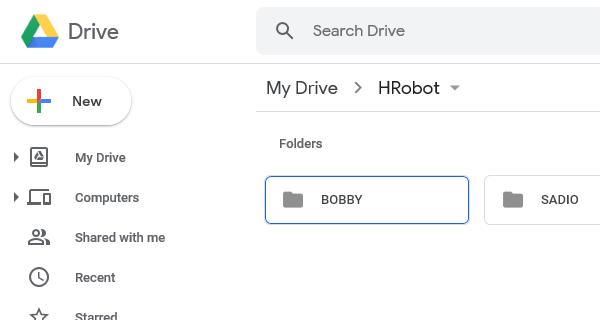 Drive
Search Drive
New
My Drive
HRobot
My Drive
Computers
Shared with me
Recent
Starred
Folders
BOBBY
SADIO